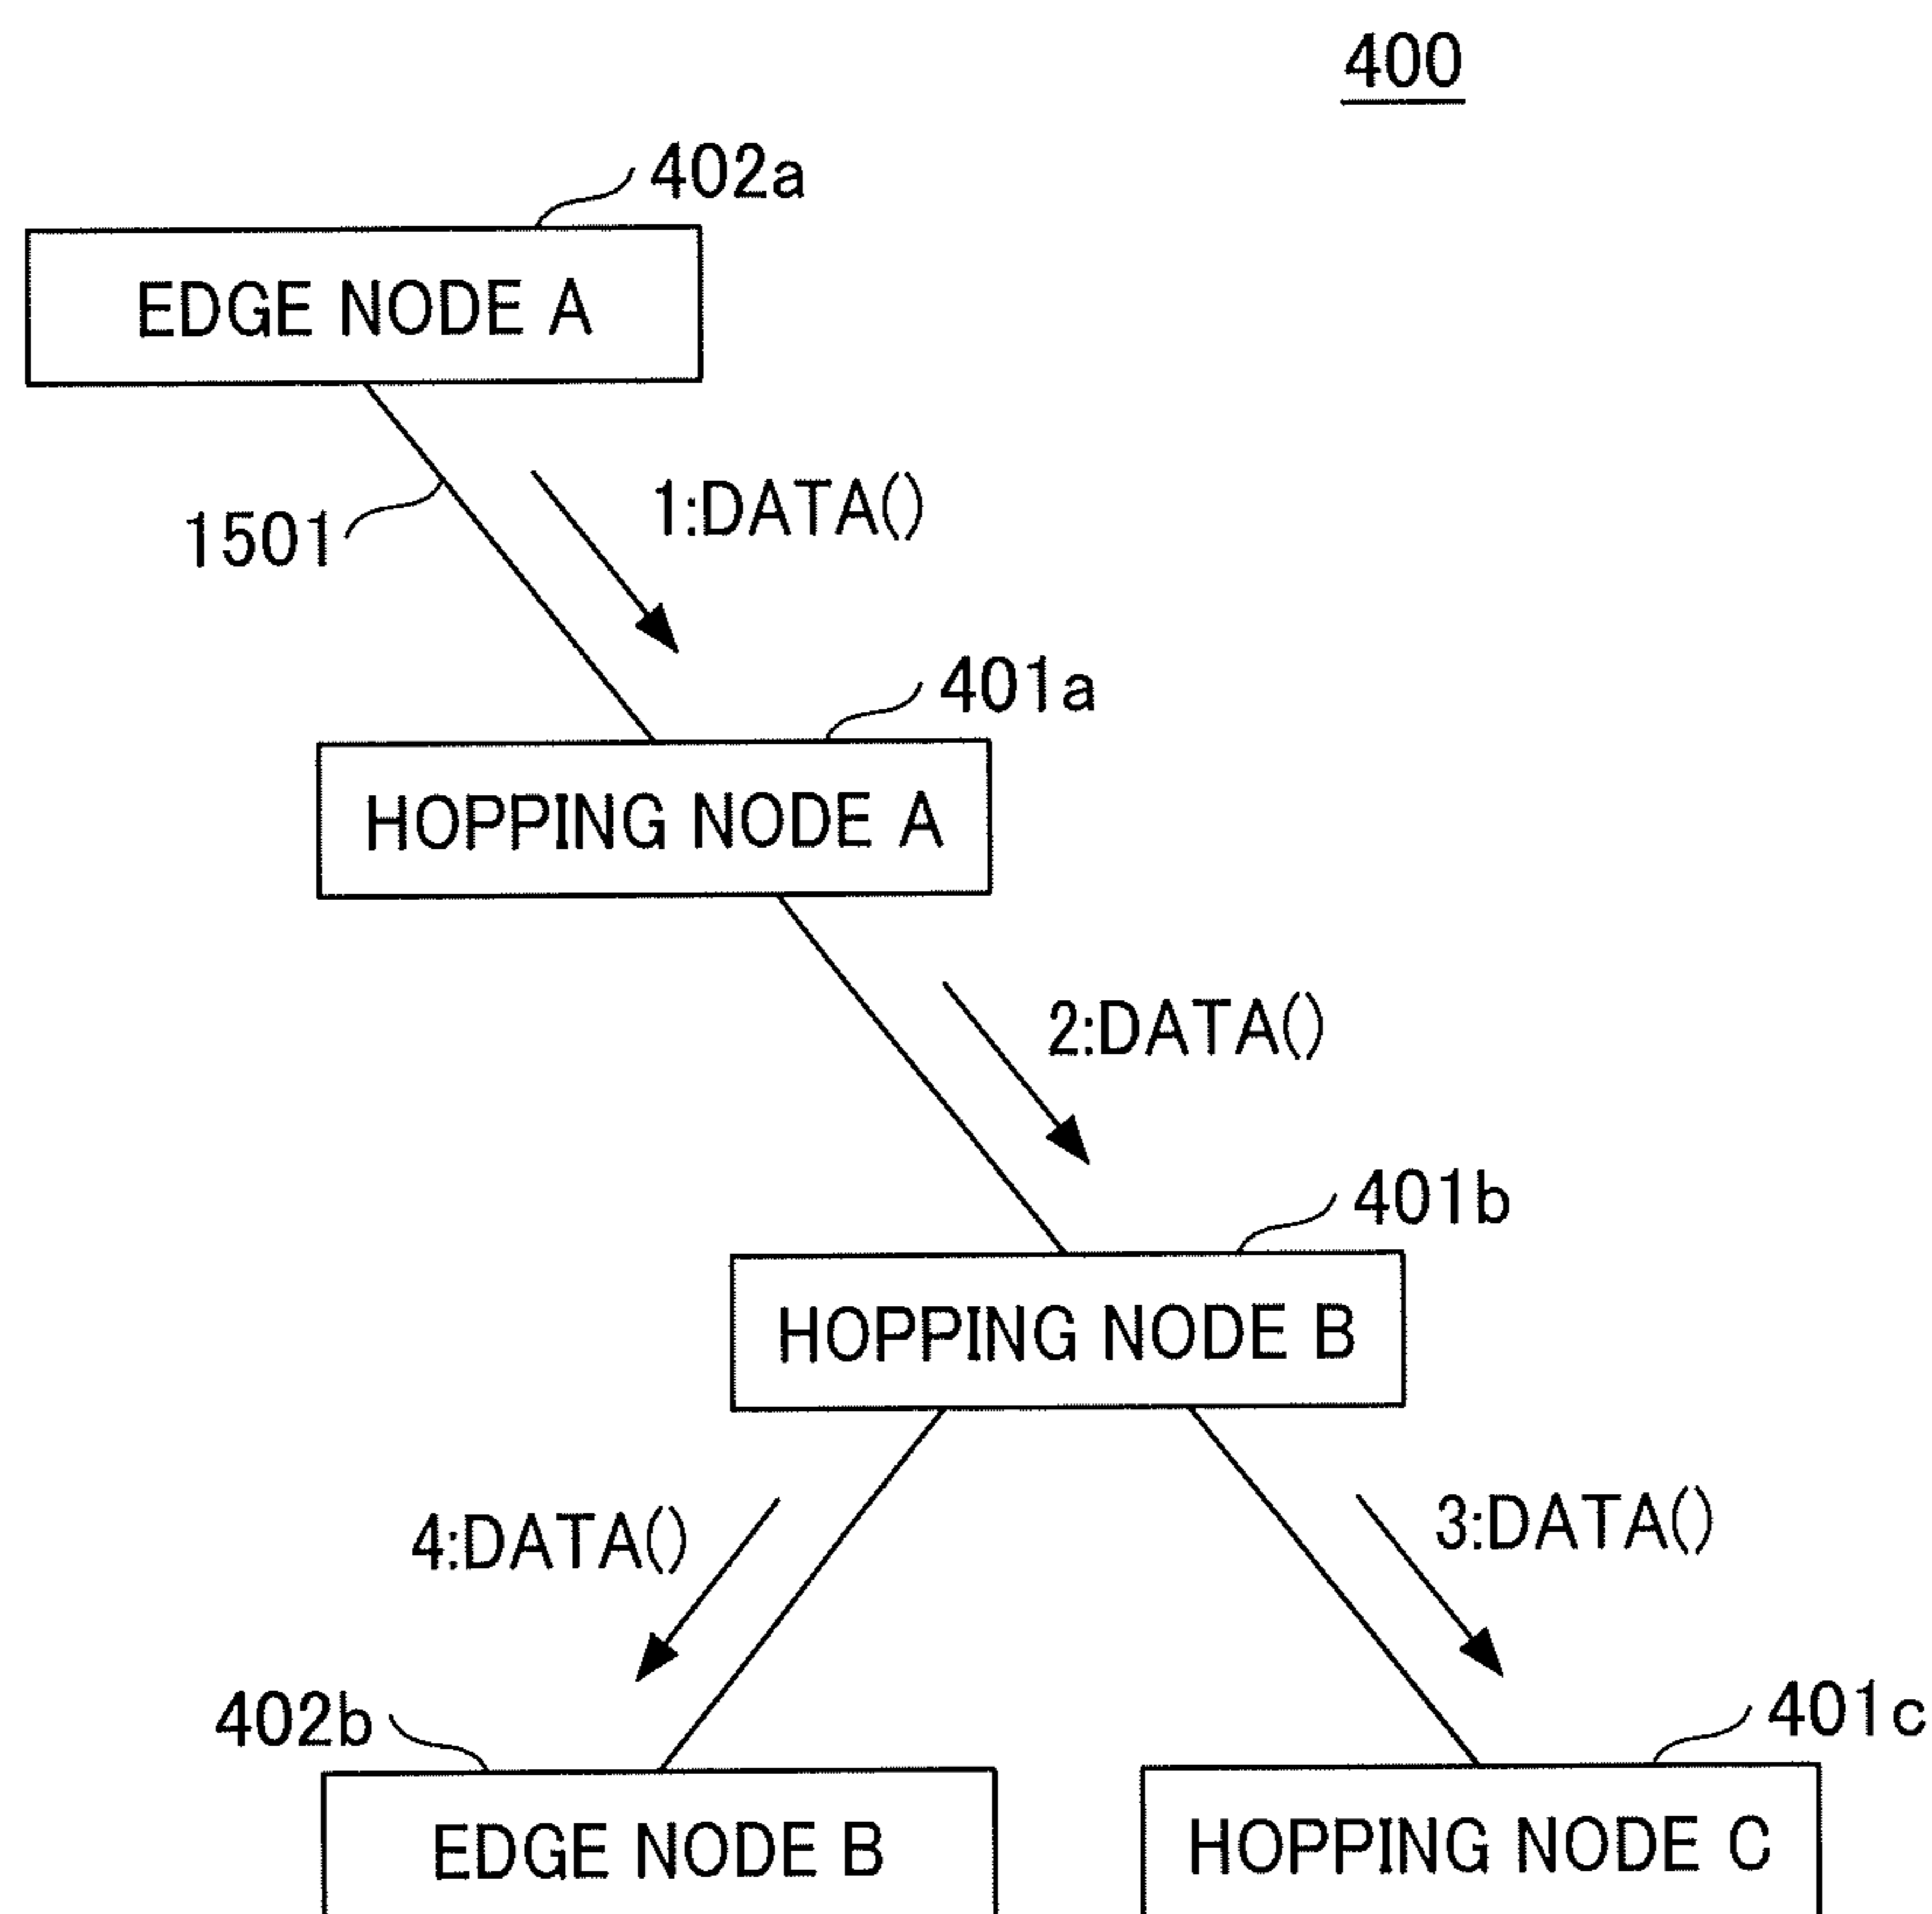 400
402a
EDGE NODE A
1:DATA()
1501
401a
HOPPING NODE A
2:DATA()
401b
HOPPING NODE B
4:DATA()
3:DATA()
402b
401c
EDGE NODE B
HOPPING NODE C